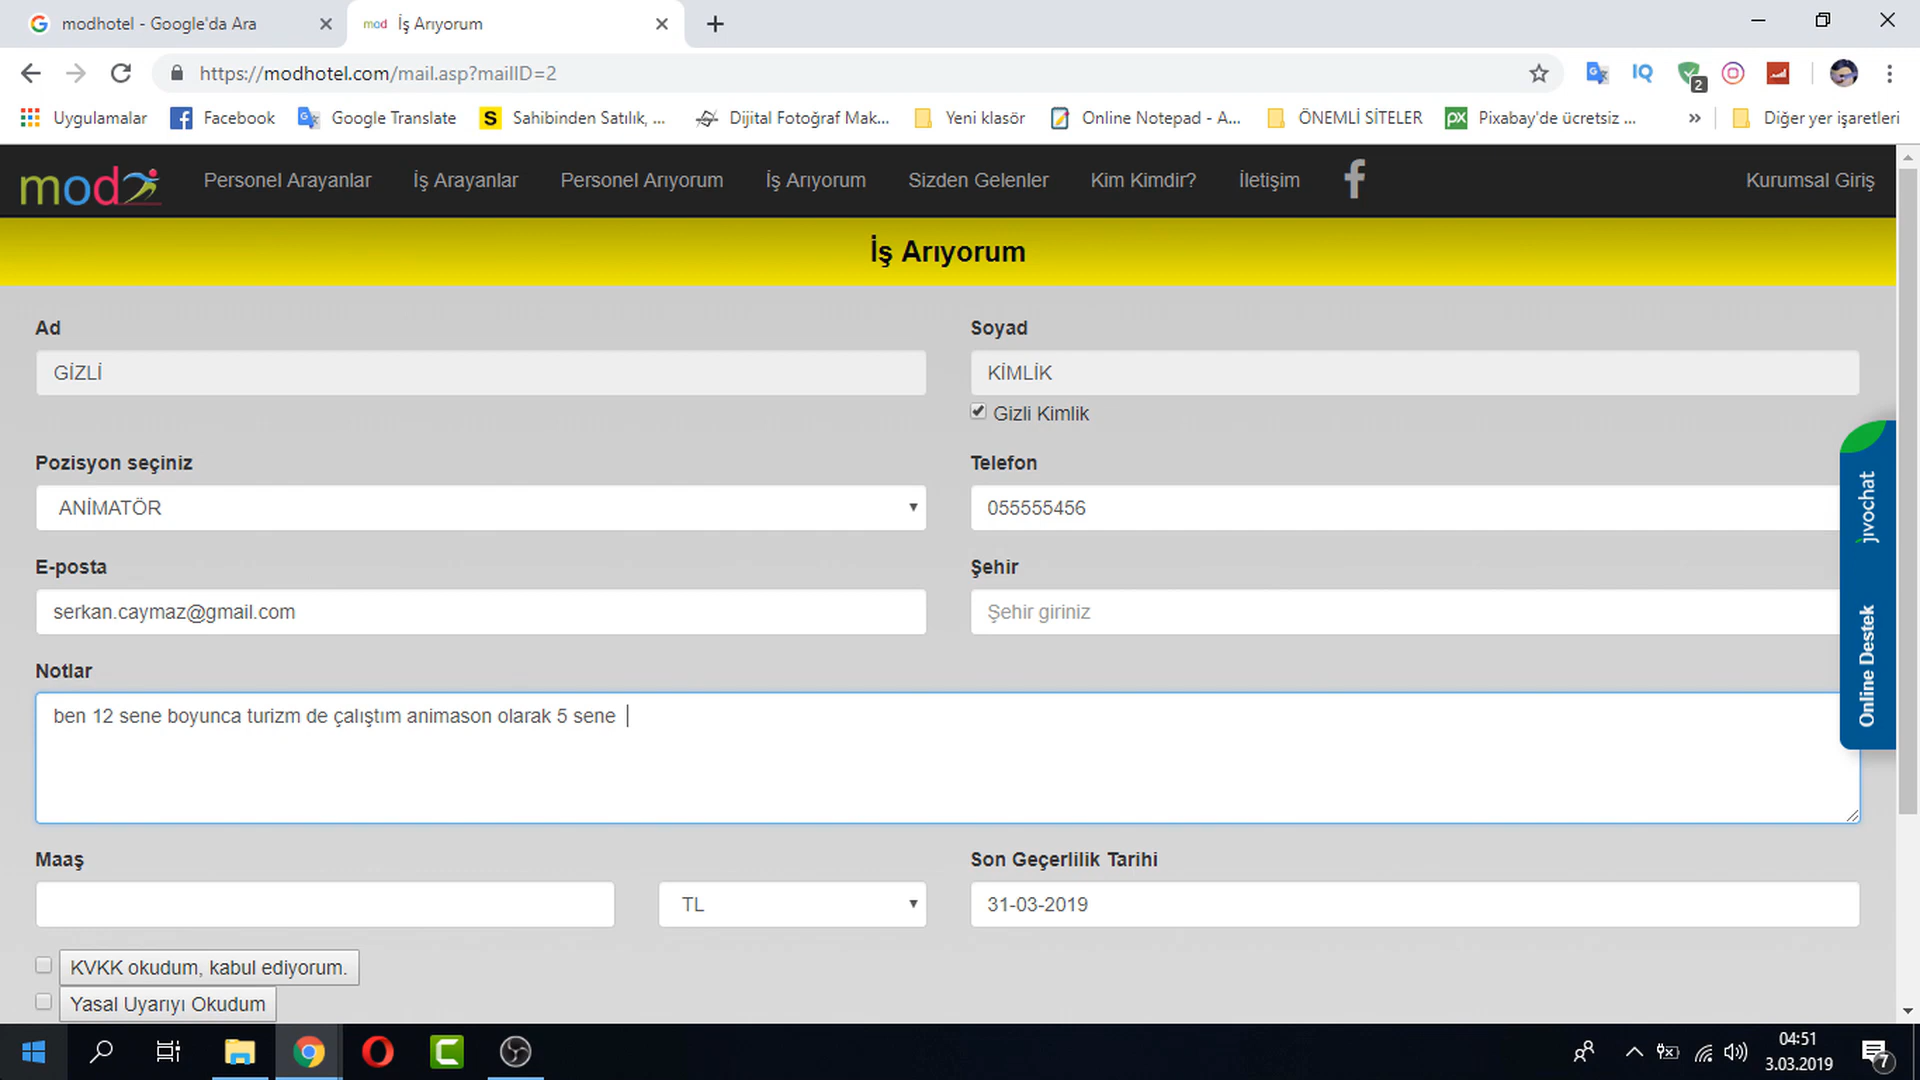 modhotel - Google'da Ara
mod İş Arıyorum
https://modhotel.com/mail.asp?mailID=2
2
Uygulamalar
Facebook
Google Translate
S Sahibinden Satılık, ...
Dijital Fotoğraf Mak...
Yeni klasör
Online Notepad - A...
ÖNEMLİ SİTELER
px Pixabay'de ücretsiz ...
»
Diğer yer işaretleri
mod
Personel Arayanlar
İş Arayanlar
Personel Arıyorum
İş Arıyorum
Sizden Gelenler
Kim Kimdir?
İletişim
Kurumsal Giriş
İş Arıyorum
Ad
Soyad
GİZLİ
KİMLİK
Gizli Kimlik
Pozisyon seçiniz
Telefon
ANİMATÖR
055555456
E-posta
Şehir
serkan.caymaz@gmail.com
Şehir giriniz
Notlar
ben 12 sene boyunca turizm de çalıştım animason olarak 5 sene
Maaş
Son Geçerlilik Tarihi
TL
31-03-2019
KVKK okudum, kabul ediyorum.
Yasal Uyarıyı Okudum
jivochat
Online Destek
04:51
3.03.2019
7